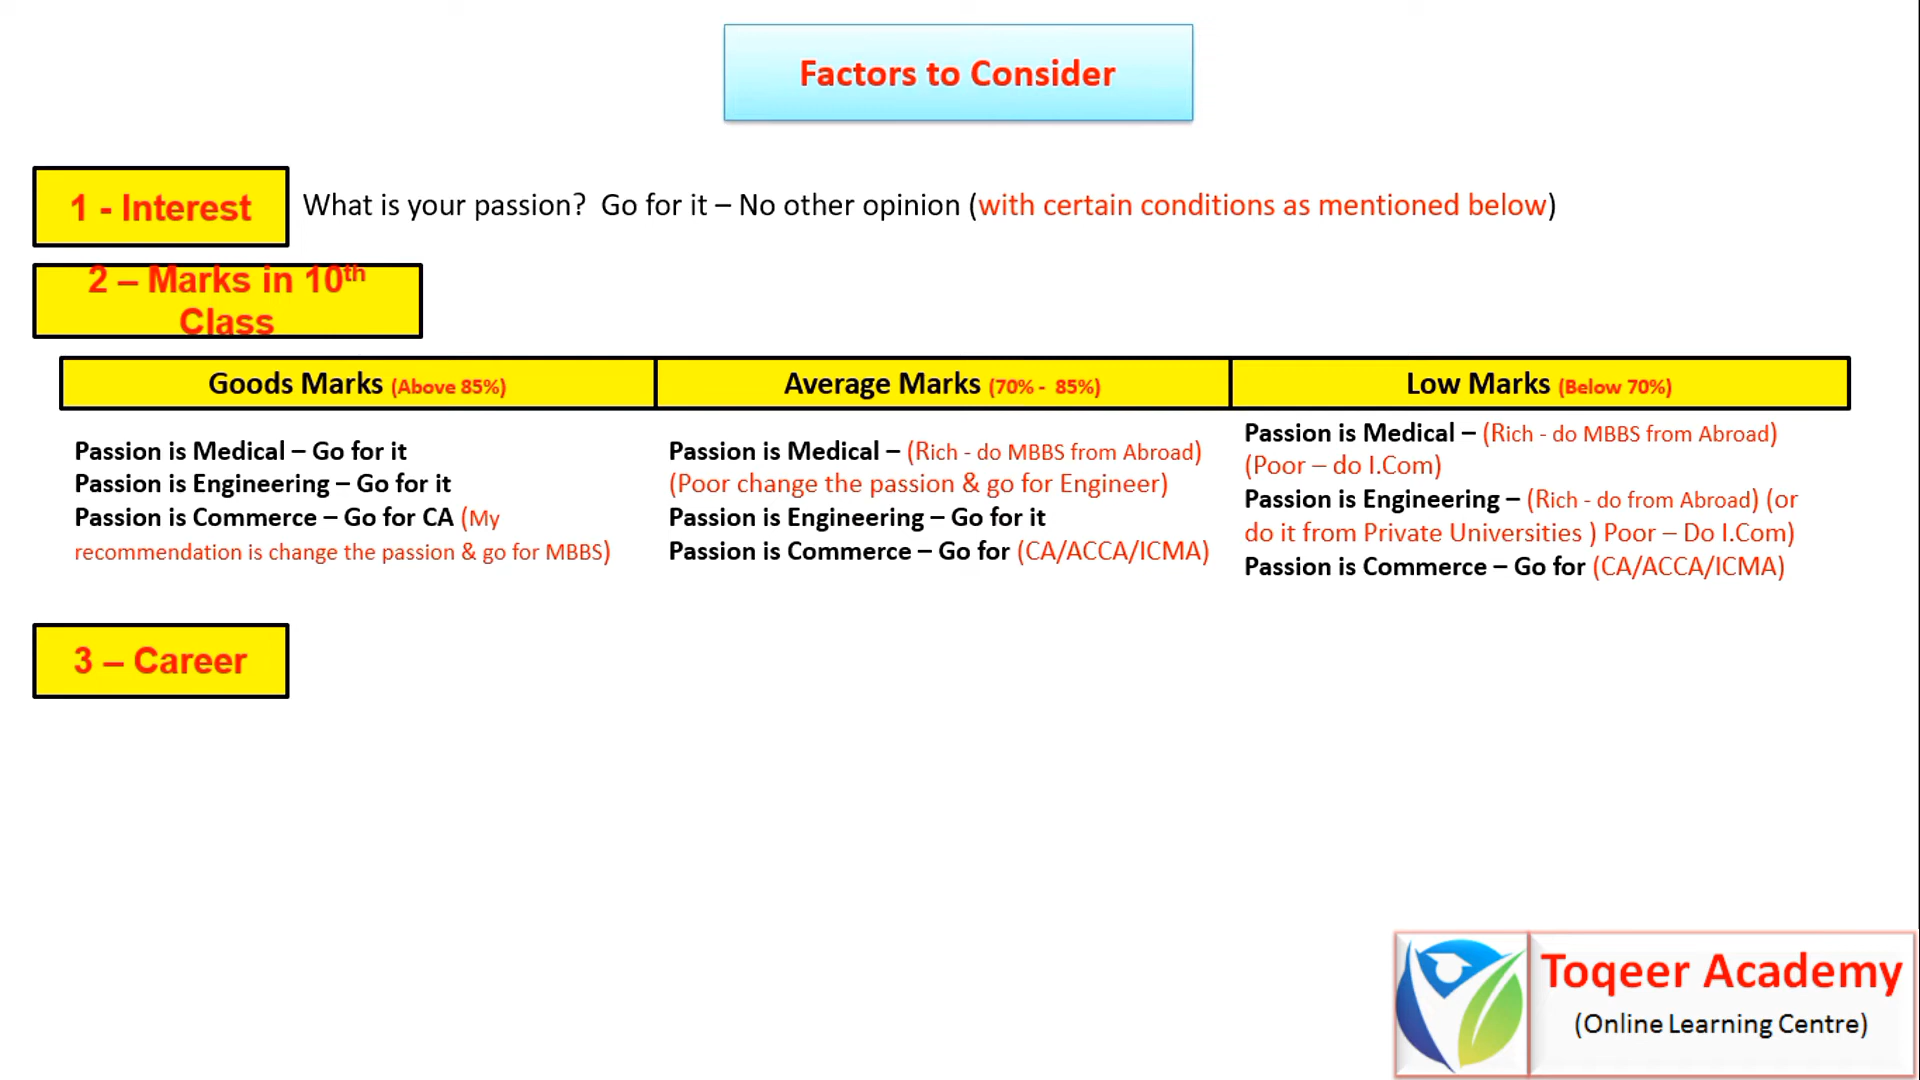 Factors to Consider
1 - Interest
What is your passion?  Go for it – No other opinion (with certain conditions as mentioned below)
2 – Marks in 10th
Class
Goods Marks (Above 85%)
Passion is Medical – Go for it
Passion is Engineering – Go for it
Passion is Commerce – Go for CA (My
recommendation is change the passion & go for MBBS)
Average Marks (70% -  85%)
Passion is Medical – (Rich - do MBBS from Abroad)
(Poor change the passion & go for Engineer)
Passion is Engineering – Go for it
Passion is Commerce – Go for (CA/ACCA/ICMA)
Low Marks (Below 70%)
Passion is Medical – (Rich - do MBBS from Abroad)
(Poor – do I.Com)
Passion is Engineering – (Rich - do from Abroad) (or
do it from Private Universities ) Poor – Do I.Com)
Passion is Commerce – Go for (CA/ACCA/ICMA)
3 – Career
Toqeer Academy
(Online Learning Centre)